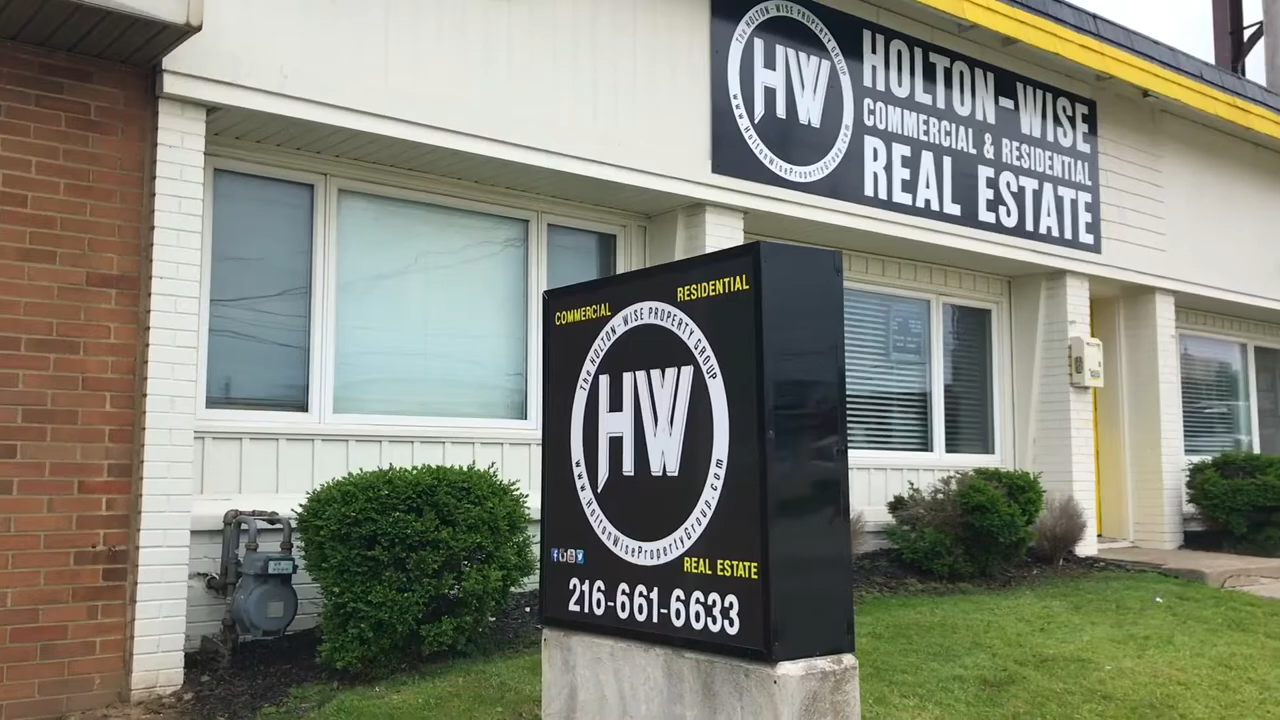 The HOLTON-WISE PROPERTY GROUP
HW
www.HoltonWisePropertyGroup.com
HOLTON-WISE
COMMERCIAL & RESIDENTIAL
REAL ESTATE
COMMERCIAL
RESIDENTIAL
The HOLTON-WISE PROPERTY GROUP
HW
www.HoltonWisePropertyGroup.com
REAL ESTATE
216-661-6633